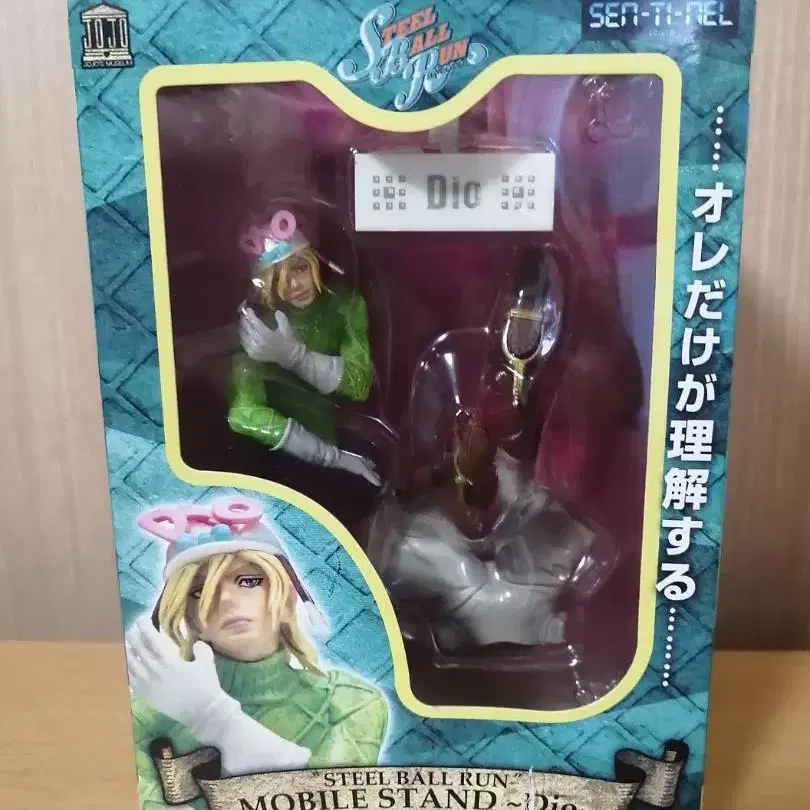 JOJO
JOJO'S MUSEUM
STEEL
BALL
RUN
SEN-TI-NEL
Dio
……オレだけが理解する………
"STEEL BALL RUN"
MOBILE STAND ~Dio~